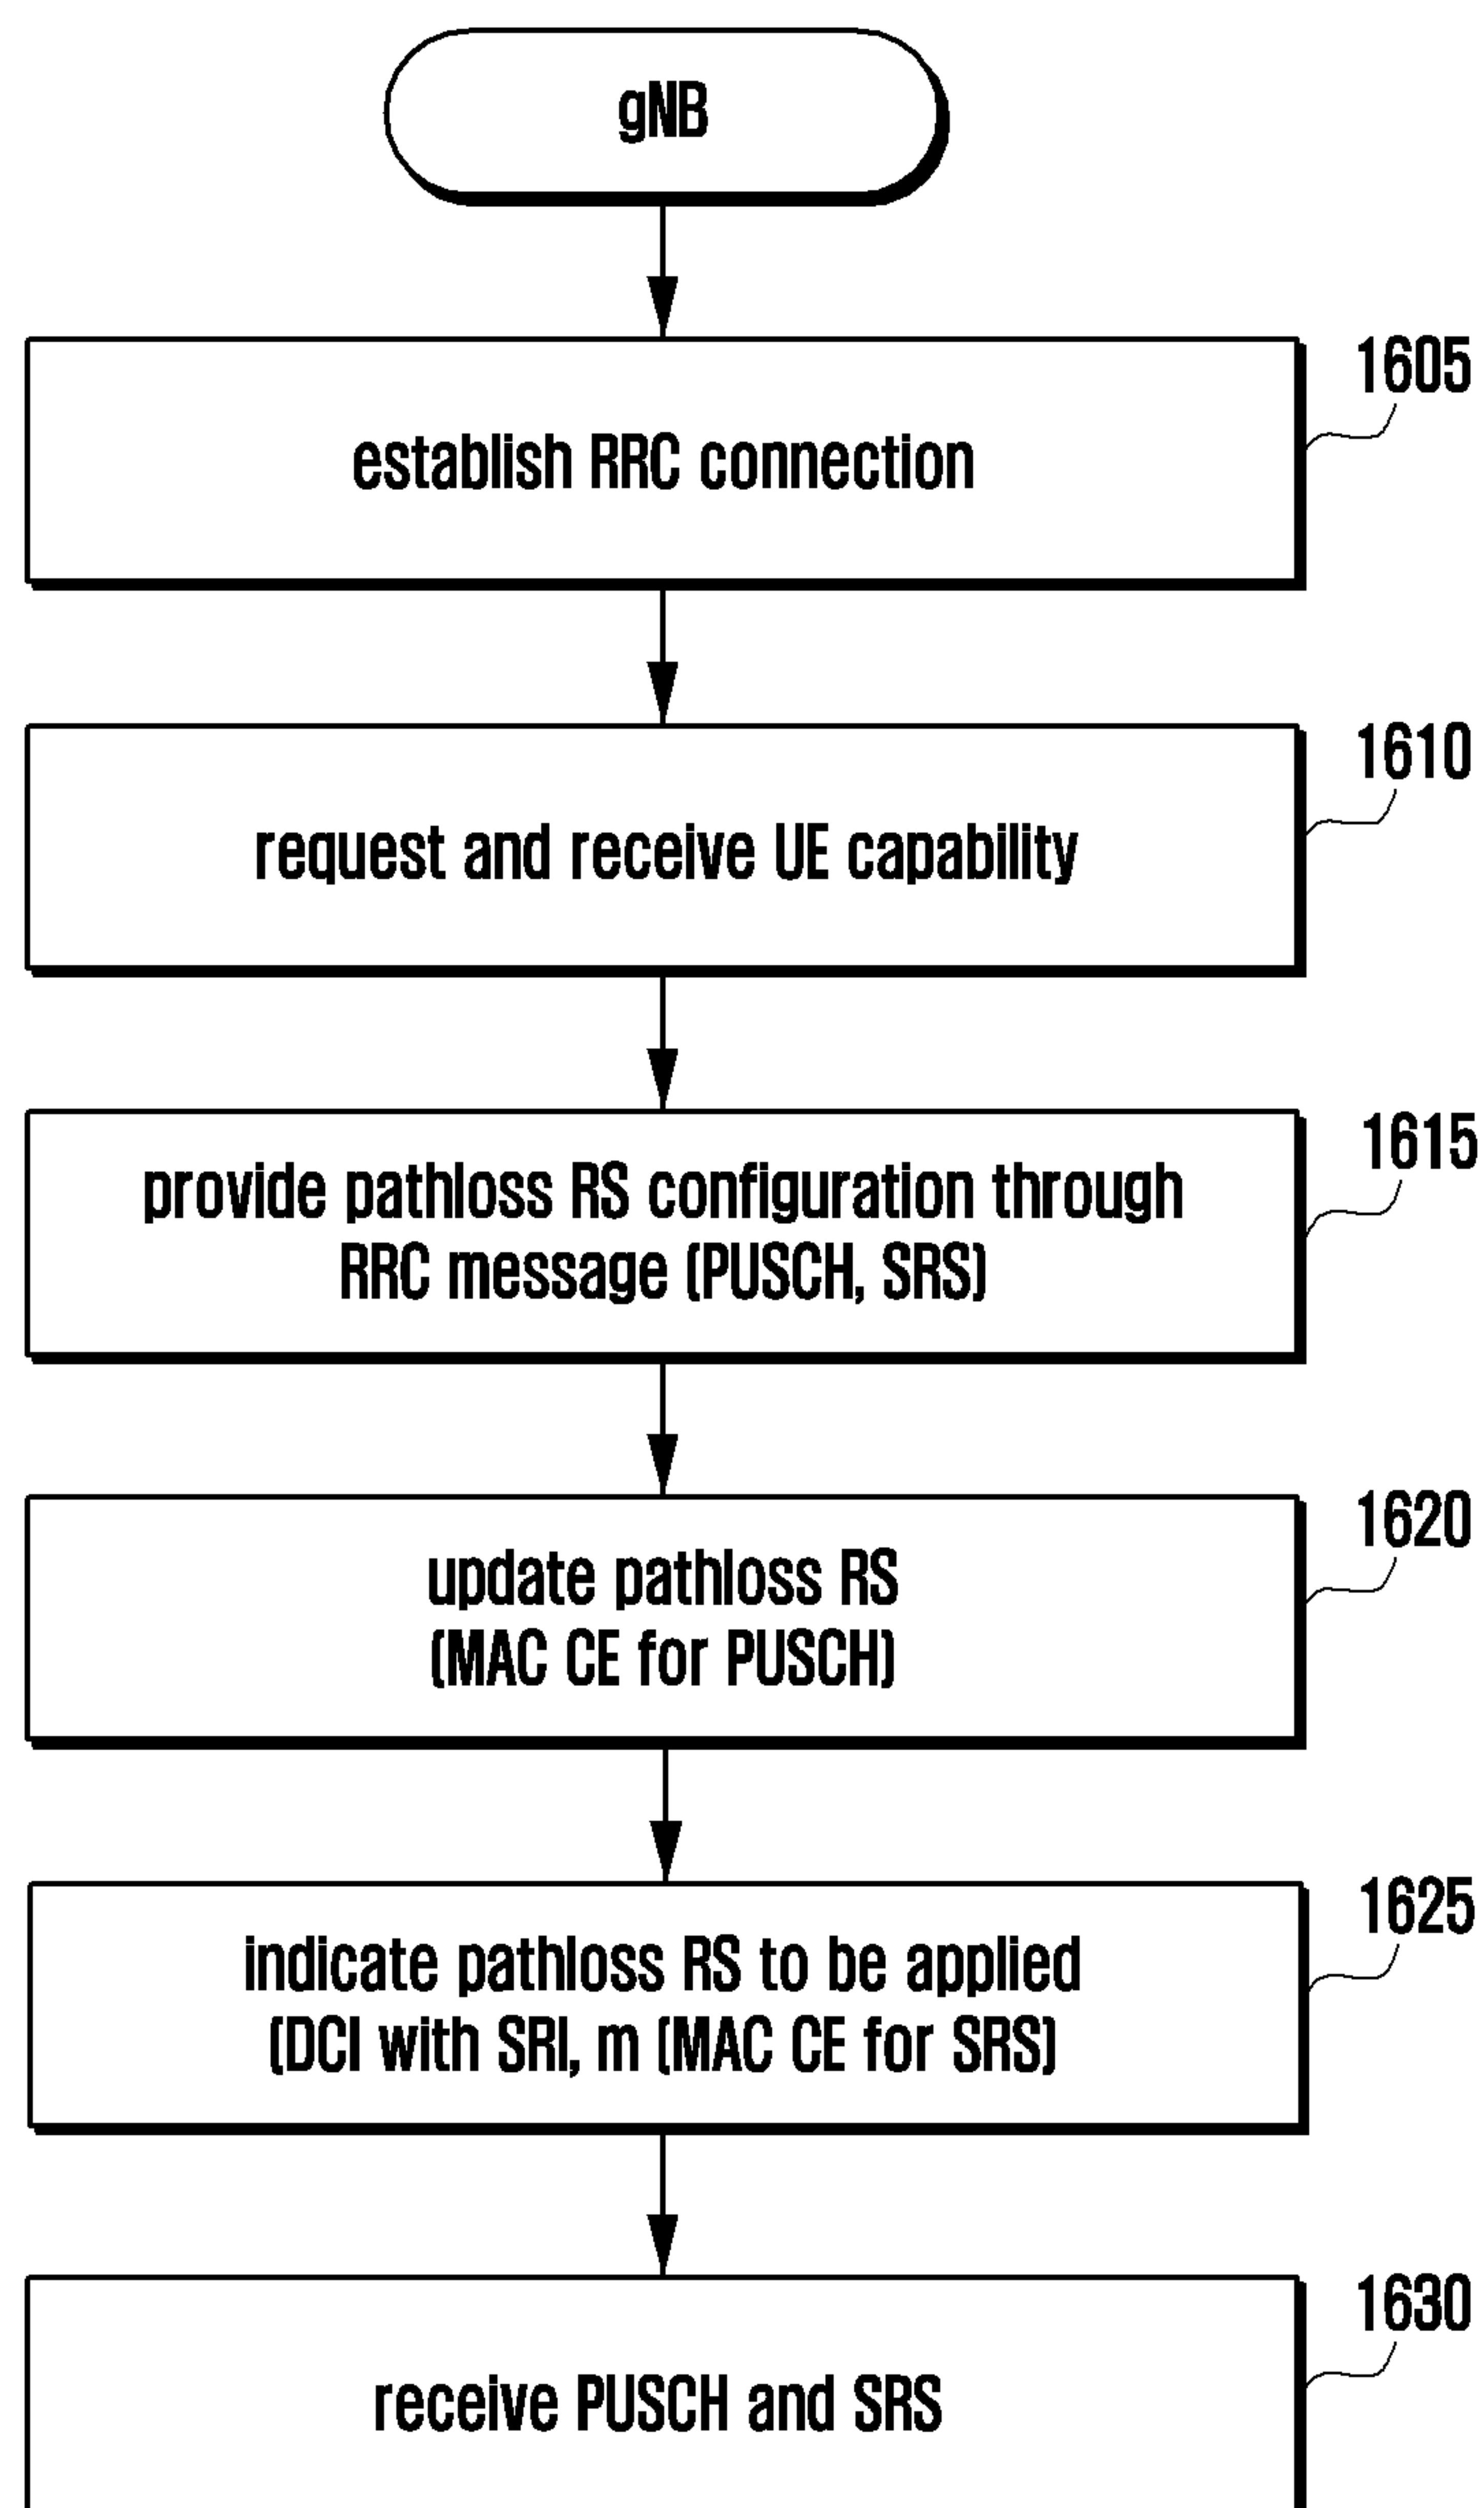 gNB
1605
establish RRC connection
1610
request and receive UE capability
1615
provide pathloss RS configuration through
RRC message (PUSCH, SRS)
1620
update pathloss RS
(MAC CE for PUSCH)
1625
indicate pathloss RS to be applied
(DCI with SRI, m (MAC CE for SRS)
1630
receive PUSCH and SRS